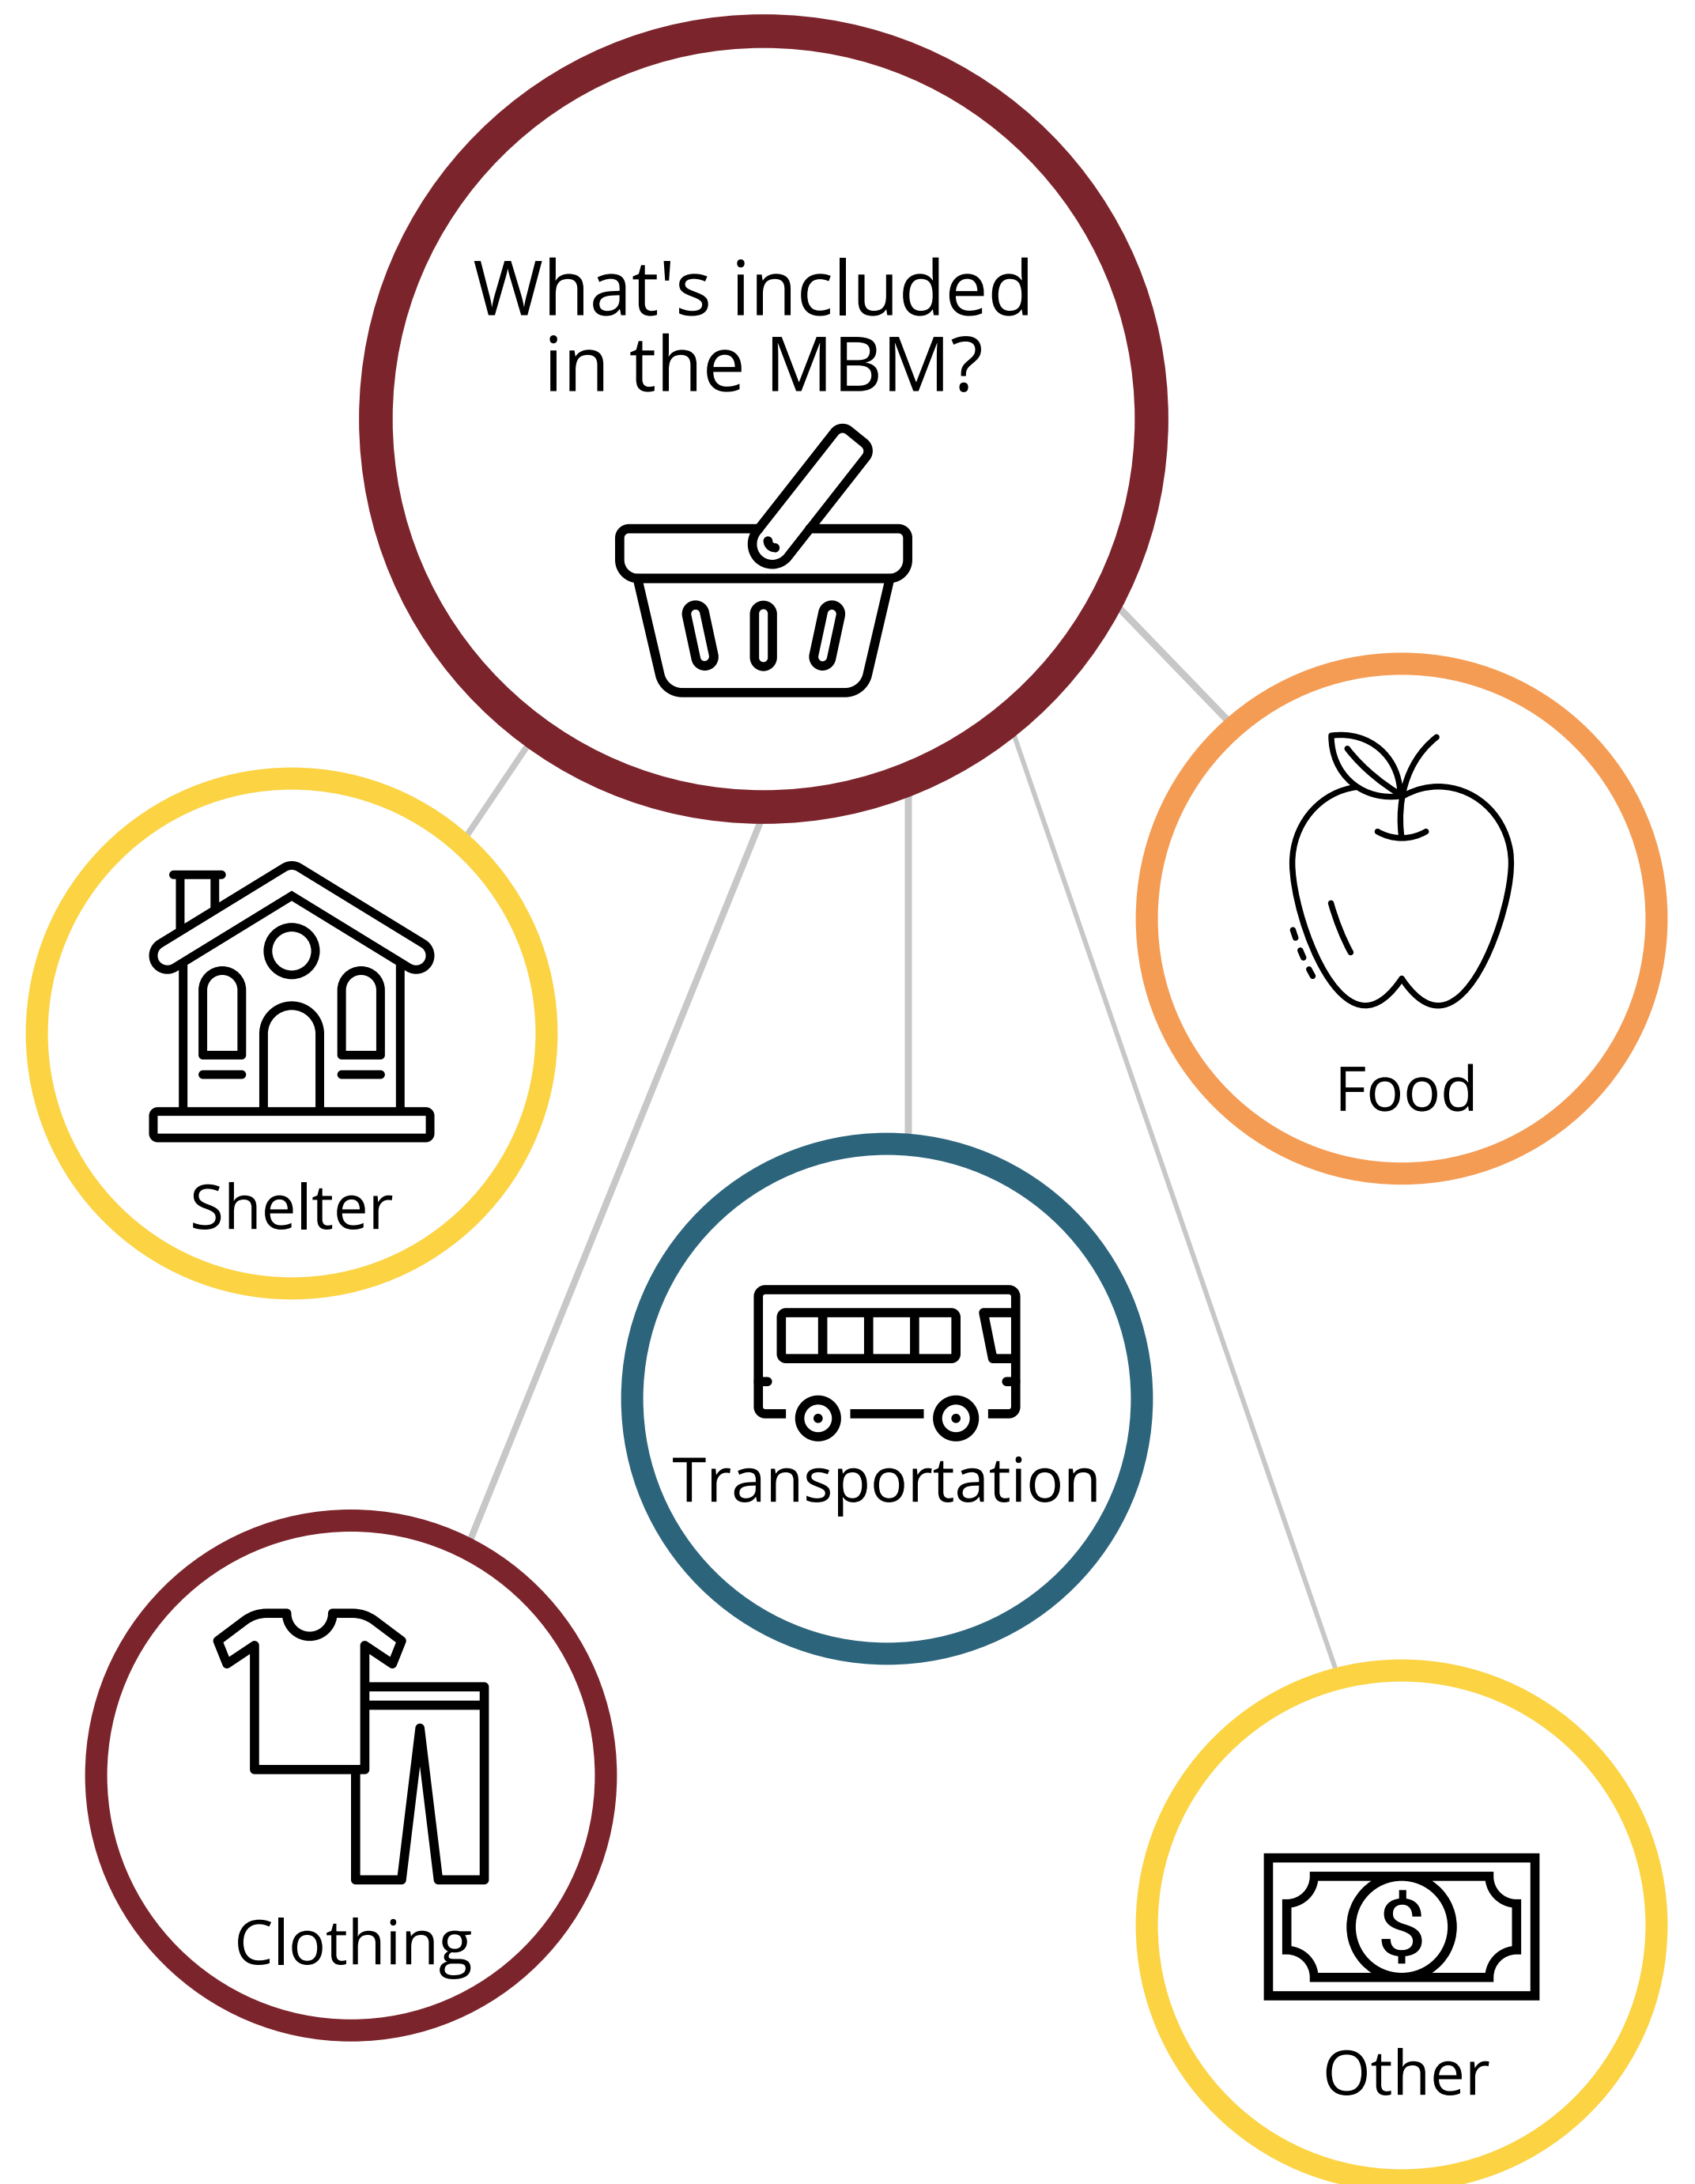 What's included
in the MBM?
Food
Shelter
Transportation
Clothing
$
Other